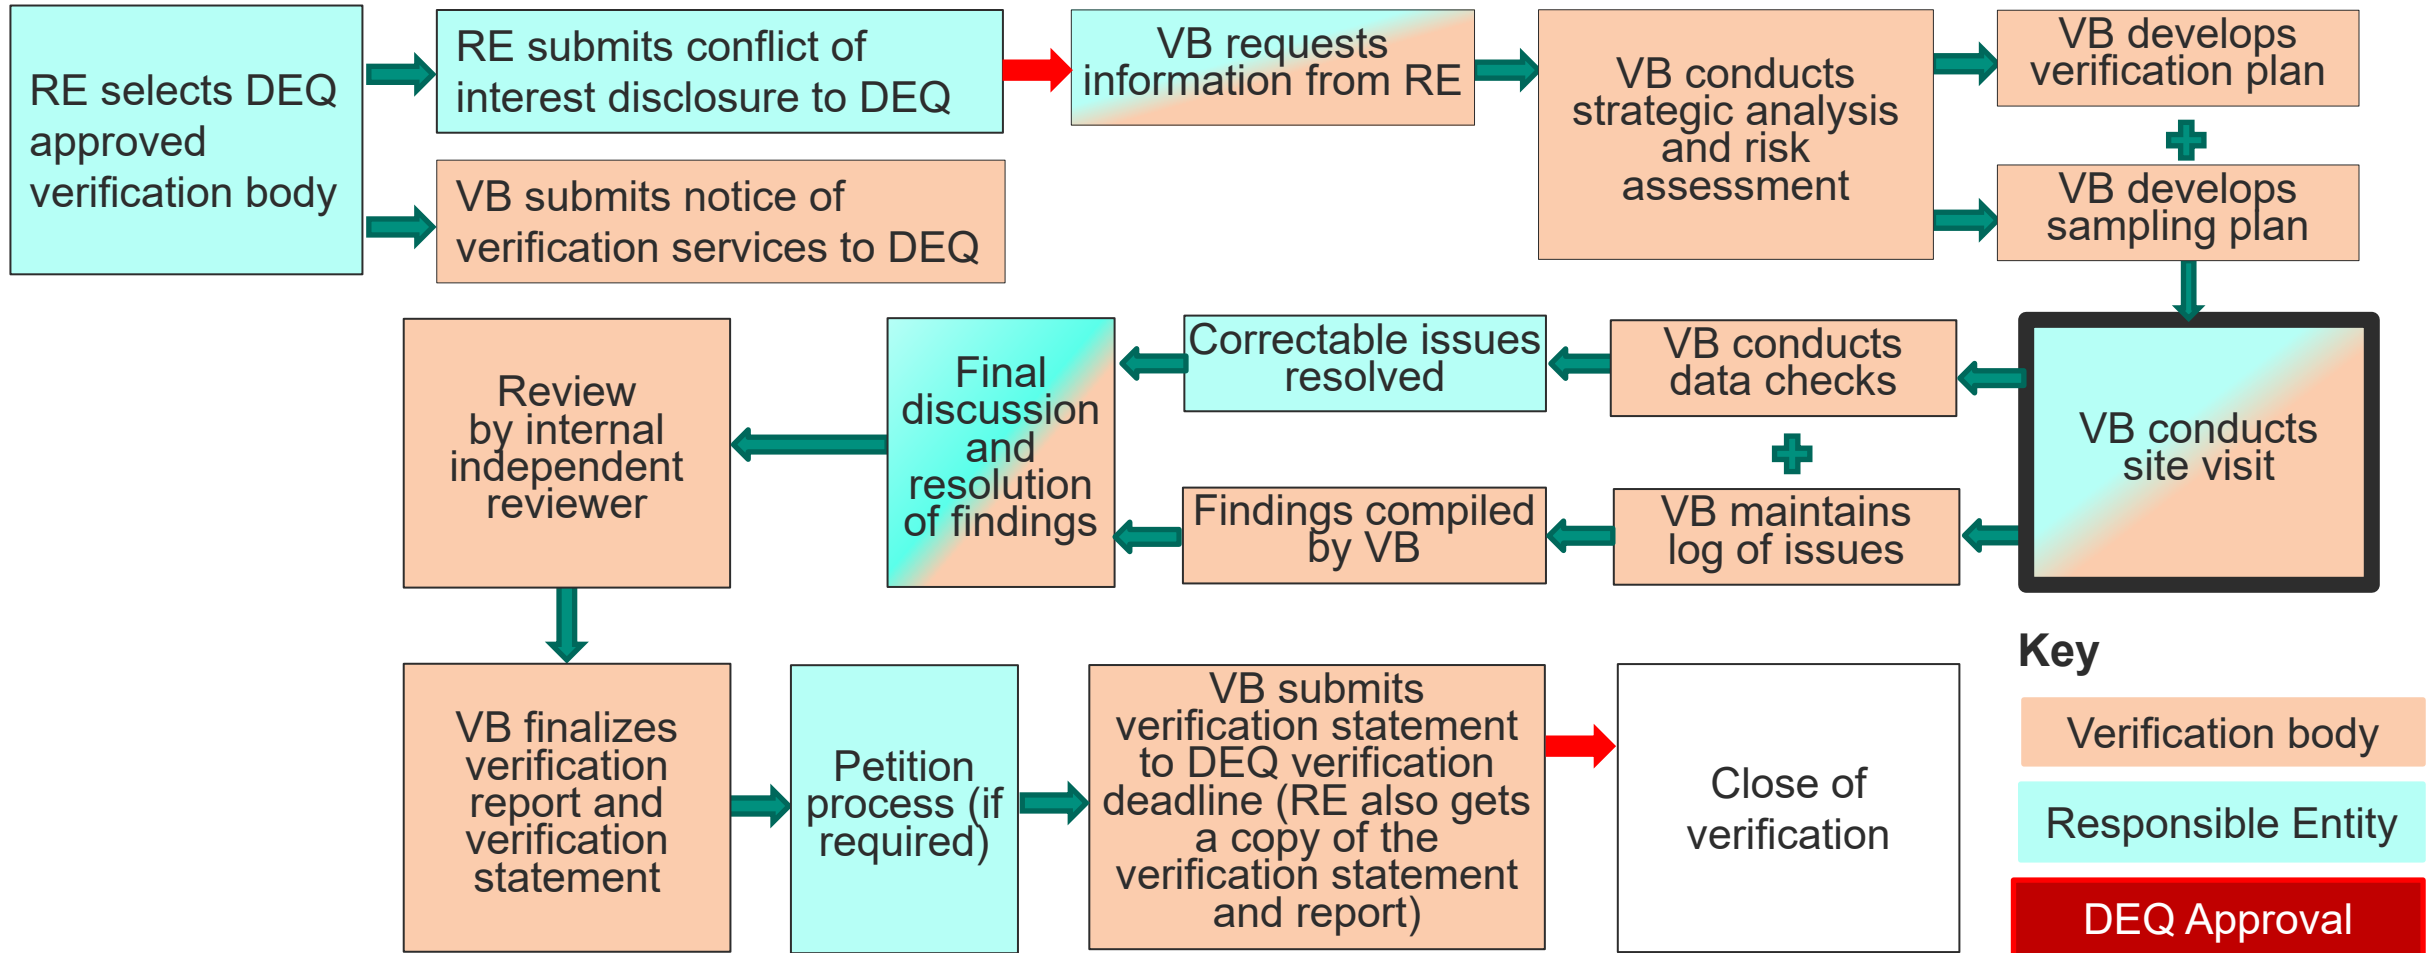 RE selects DEQ
approved
verification body
RE submits conflict of
interest disclosure to DEQ
VB submits notice of
verification services to DEQ
VB requests
information from RE
VB conducts
strategic analysis
and risk
assessment
VB develops
verification plan
VB develops
sampling plan
VB conducts
site visit
VB conducts
data checks
VB maintains
log of issues
Correctable issues
resolved
Findings compiled
by VB
Final
discussion
and
resolution
of findings
Review
by internal
independent
reviewer
VB finalizes
verification
report and
verification
statement
Petition
process (if
required)
VB submits
verification statement
to DEQ verification
deadline (RE also gets
a copy of the
verification statement
and report)
Close of
verification
Key
Verification body
Responsible Entity
DEQ Approval